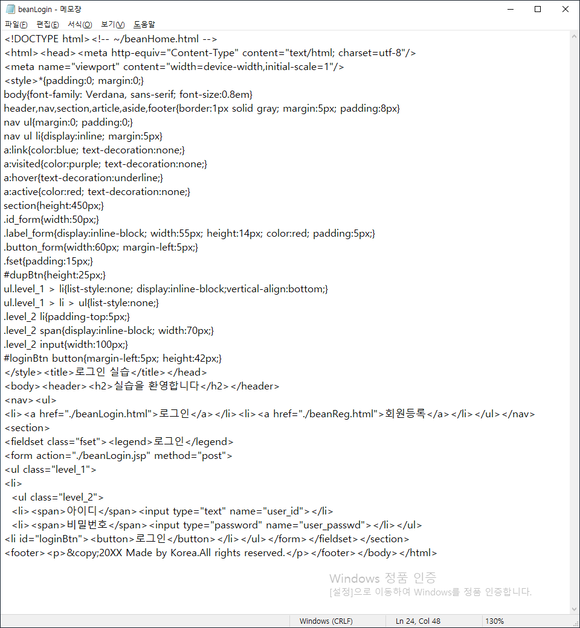 beanLogin - 메모장
파일(F) 편집(E) 서식(O) 보기(V) 도움말
<!DOCTYPE html><!-- ~/beanHome.html -->
<html><head><meta http-equiv="Content-Type" content="text/html; charset=utf-8"/>
<meta name="viewport" content="width=device-width,initial-scale=1"/>
<style>*{padding:0; margin:0;}
body{font-family: Verdana, sans-serif; font-size:0.8em}
header,nav,section,article,aside,footer{border:1px solid gray; margin:5px; padding:8px}
nav ul{margin:0; padding:0;}
nav ul li{display:inline; margin:5px}
a:link{color:blue; text-decoration:none;}
a:visited{color:purple; text-decoration:none;}
a:hover{text-decoration:underline;}
a:active{color:red; text-decoration:none;}
section{height:450px;}
.id_form{width:50px;}
.label_form{display:inline-block; width:55px; height:14px; color:red; padding:5px;}
.button_form{width:60px; margin-left:5px;}
.fset{padding:15px;}
#dupBtn{height:25px;}
ul.level_1 > li{list-style:none; display:inline-block;vertical-align:bottom;}
ul.level_1 > li > ul{list-style:none;}
.level_2 li{padding-top:5px;}
.level_2 span{display:inline-block; width:70px;}
.level_2 input{width:100px;}
#loginBtn button{margin-left:5px; height:42px;}
</style><title>로그인 실습</title></head>
<body><header><h2>실습을 환영합니다</h2></header>
<nav><ul>
<li><a href="./beanLogin.html">로그인</a></li><li><a href="./beanReg.html">회원등록</a></li></ul></nav>
<section>
<fieldset class="fset"><legend>로그인</legend>
<form action="./beanLogin.jsp" method="post">
<ul class="level_1">
<li>
<ul class="level_2">
<li><span>아이디</span><input type="text" name="user_id"></li>
<li><span>비밀번호</span><input type="password" name="user_passwd"></li></ul>
<li id="loginBtn"><button>로그인</button></li></ul></form></fieldset></section>
<footer><p>&copy;20XX Made by Korea.All rights reserved.</p></footer></body></html>
Windows 정품 인증
[설정]으로 이동하여 Windows를 정품 인증합니다.
Windows (CRLF) Ln 24, Col 48 130%